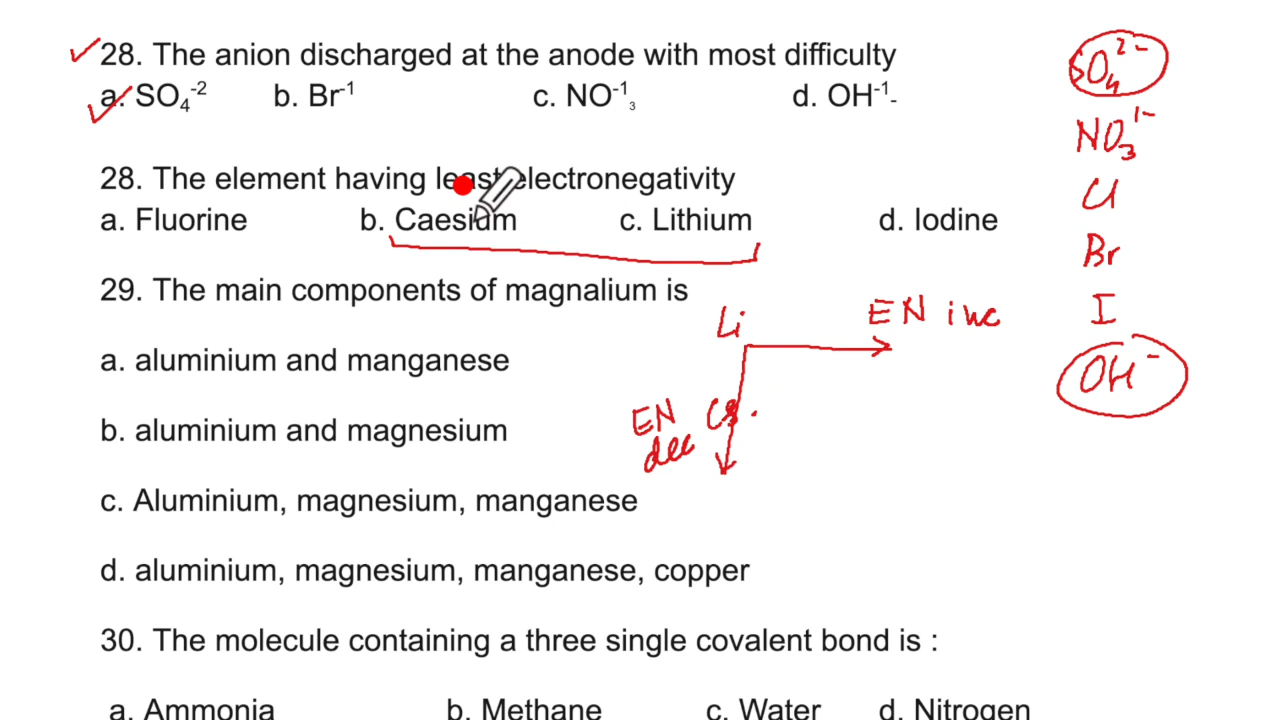 28. The anion discharged at the anode with most difficulty
a. SO₄⁻² b. Br⁻¹ c. NO⁻¹₃ d. OH⁻¹-
28. The element having least electronegativity
a. Fluorine b. Caesium c. Lithium d. Iodine
29. The main components of magnalium is
a. aluminium and manganese
b. aluminium and magnesium
c. Aluminium, magnesium, manganese
d. aluminium, magnesium, manganese, copper
30. The molecule containing a three single covalent bond is :
a. Ammonia b. Methane c. Water d. Nitrogen
SO₄²⁻
NO₃¹⁻
Cl
Br
I
OH⁻
Li
EN inc
EN Cs.
dec